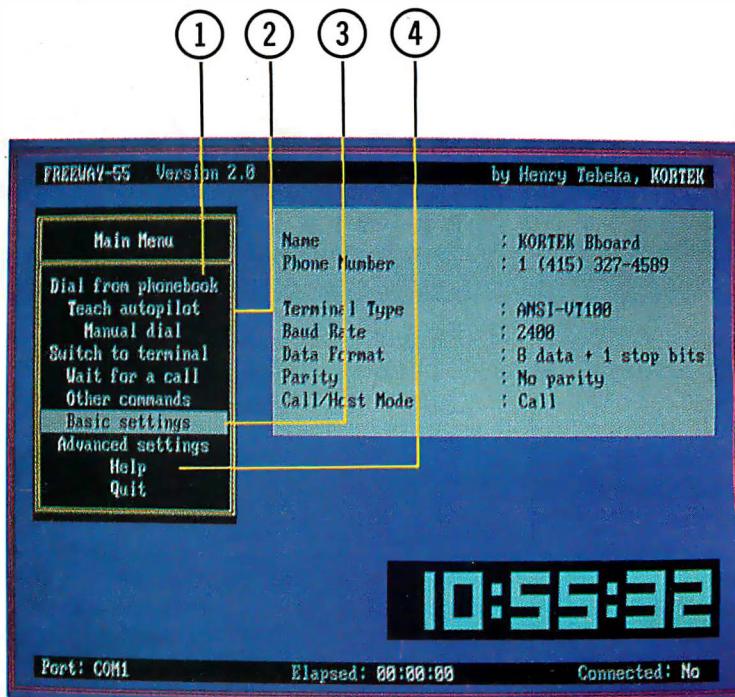 1 2 3 4
FREEWAY-55 Version 2.0 by Henry Tebeka, KORTEK
Main Menu
Dial from phonebook
Teach autopilot
Manual dial
Switch to terminal
Wait for a call
Other commands
Basic settings
Advanced settings
Help
Quit
Name : KORTEK Bboard
Phone Number : 1 (415) 327-4589
Terminal Type : ANSI-VT100
Baud Rate : 2400
Data Format : 8 data + 1 stop bits
Parity : No parity
Call/Host Mode : Call
10:55:32
Port: COM1 Elapsed: 00:00:00 Connected: No